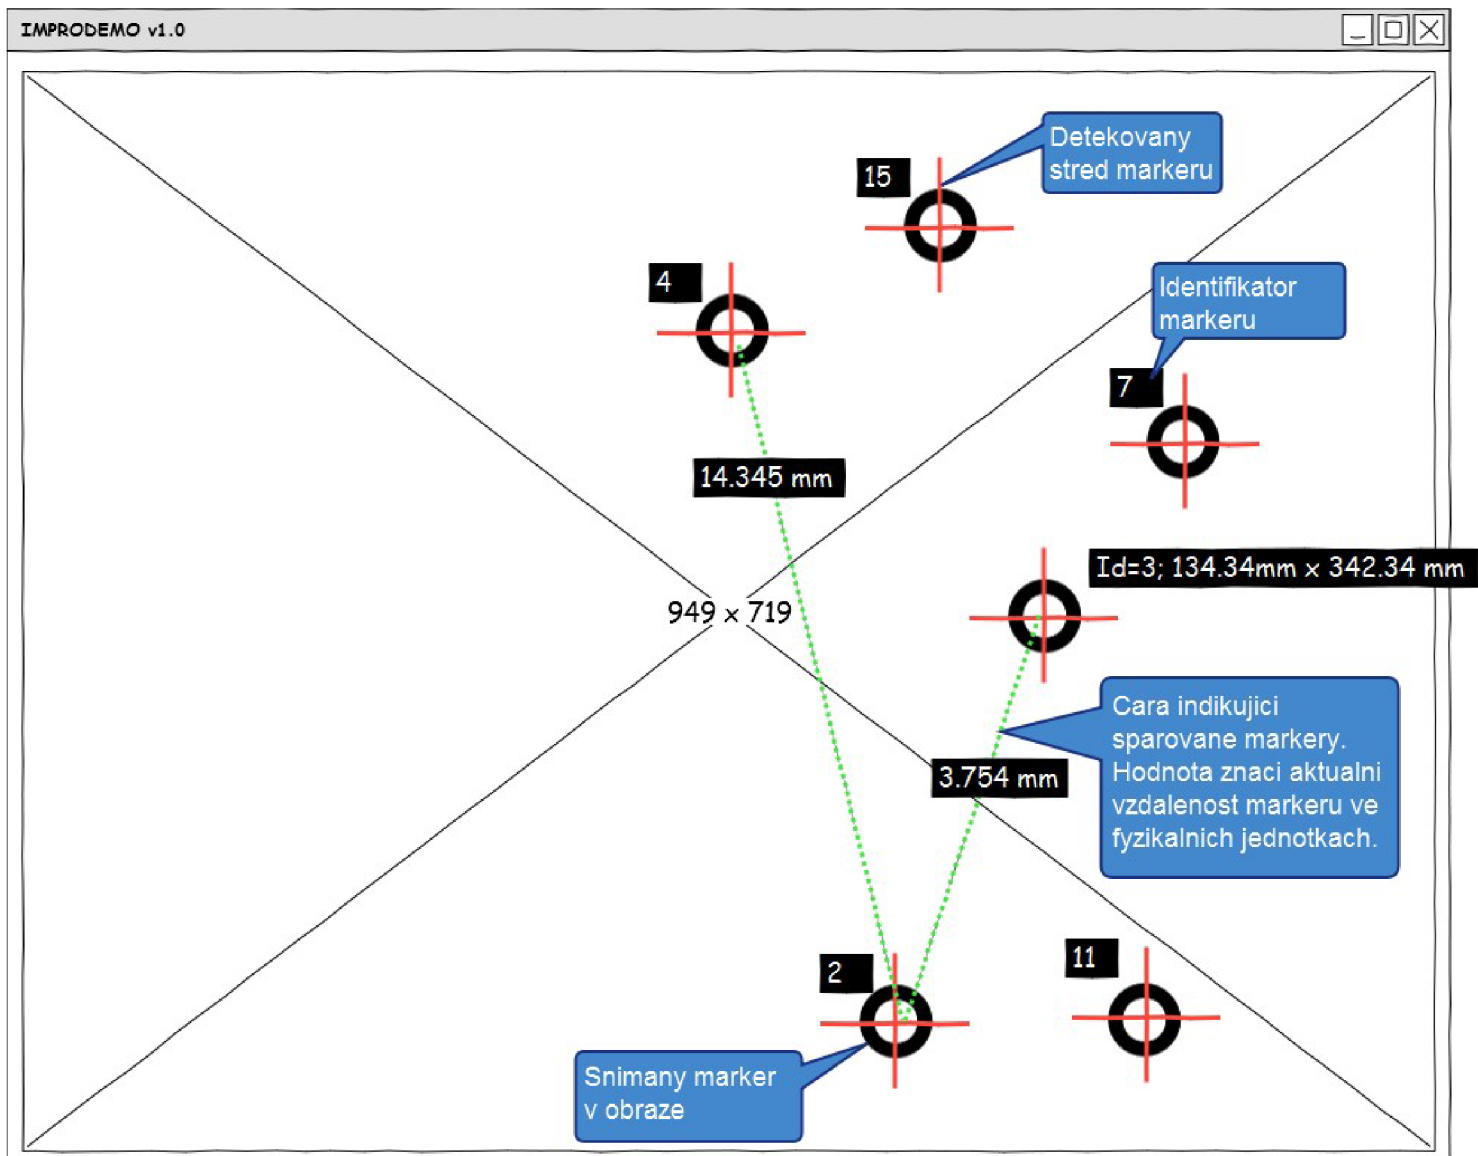 IMPRODEMO v1.0
Detekovany
stred markeru
15
4
Identifikator
markeru
7
14.345 mm
Id=3; 134.34mm x 342.34 mm
949 x 719
Cara indikujici
sparovane markery.
Hodnota znaci aktualni
vzdalenost markeru ve
fyzikalnich jednotkach.
3.754 mm
2
11
Snimany marker
v obraze